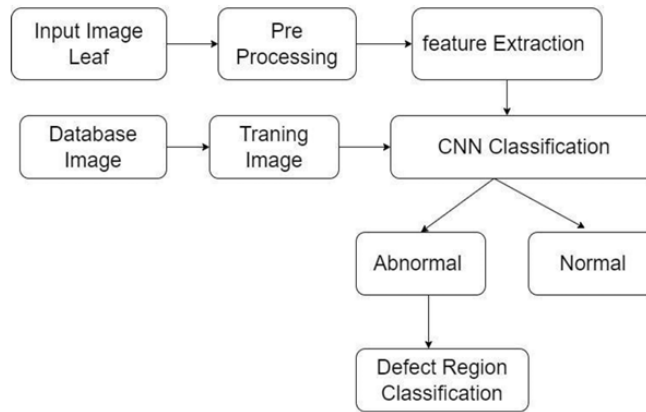 Input Image
Leaf
Pre
Processing
feature Extraction
Database
Image
Traning
Image
CNN Classification
Abnormal
Normal
Defect Region
Classification